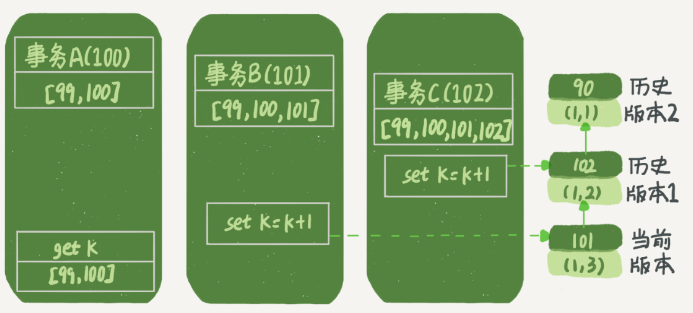 事务A(100)
[99,100]
get k
[99,100]
事务B(101)
[99,100,101]
set k=k+1
事务C(102)
[99,100,101,102]
set k=k+1
90
(1,1)
历史
版本2
102
(1,2)
历史
版本1
101
(1,3)
当前
版本